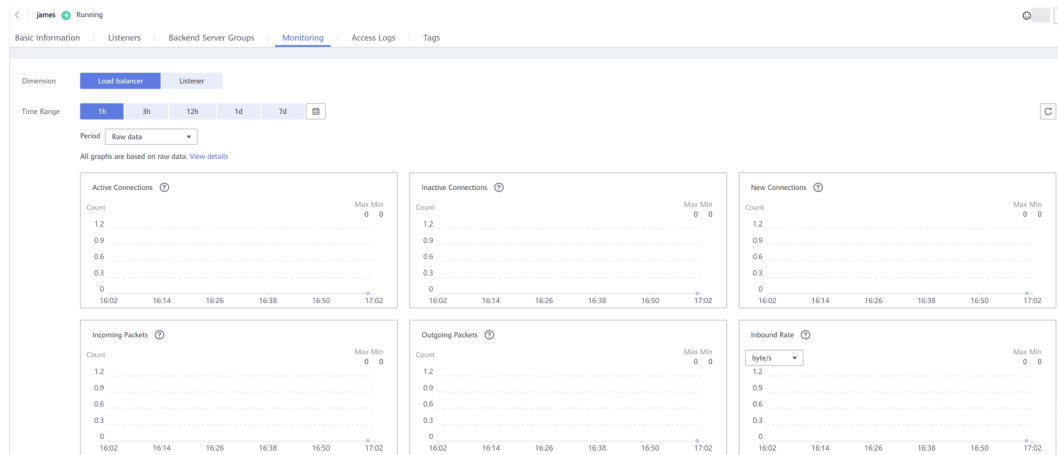 james Running
Basic Information Listeners Backend Server Groups Monitoring Access Logs Tags
Dimension Load balancer Listener
Time Range 1h 3h 12h 1d 7d
Period Raw data
All graphs are based on raw data. View details
Active Connections ?
Count Max Min
0 0
1.2
0.9
0.6
0.3
0
16:02 16:14 16:26 16:38 16:50 17:02
Inactive Connections ?
Count Max Min
0 0
1.2
0.9
0.6
0.3
0
16:02 16:14 16:26 16:38 16:50 17:02
New Connections ?
Count Max Min
0 0
1.2
0.9
0.6
0.3
0
16:02 16:14 16:26 16:38 16:50 17:02
Incoming Packets ?
Count Max Min
0 0
1.2
0.9
0.6
0.3
0
16:02 16:14 16:26 16:38 16:50 17:02
Outgoing Packets ?
Count Max Min
0 0
1.2
0.9
0.6
0.3
0
16:02 16:14 16:26 16:38 16:50 17:02
Inbound Rate ?
byte/s Max Min
0 0
1.2
0.9
0.6
0.3
0
16:02 16:14 16:26 16:38 16:50 17:02